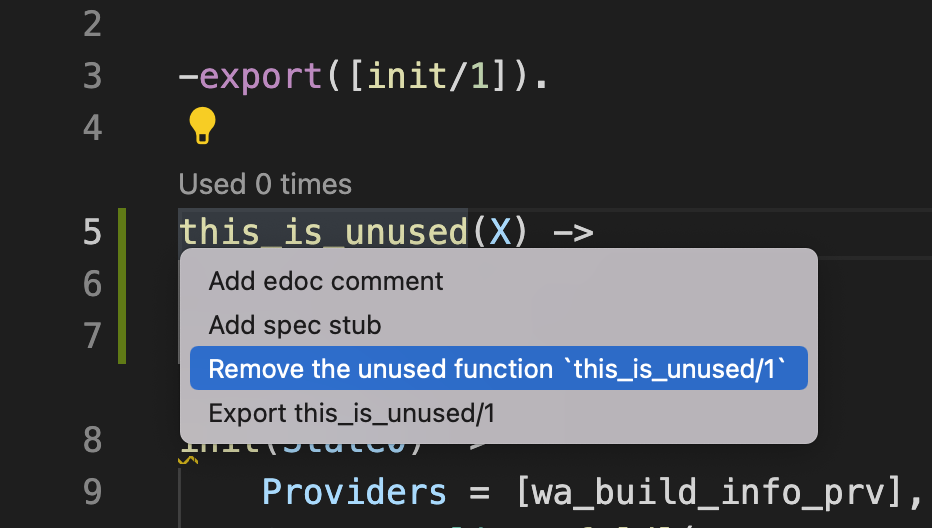 2
3 -export([init/1]).
4
Used 0 times
5 this_is_unused(X) ->
6
Add edoc comment
7
Add spec stub
Remove the unused function `this_is_unused/1`
Export this_is_unused/1
8 init(State0) ->
9 Providers = [wa_build_info_prv],